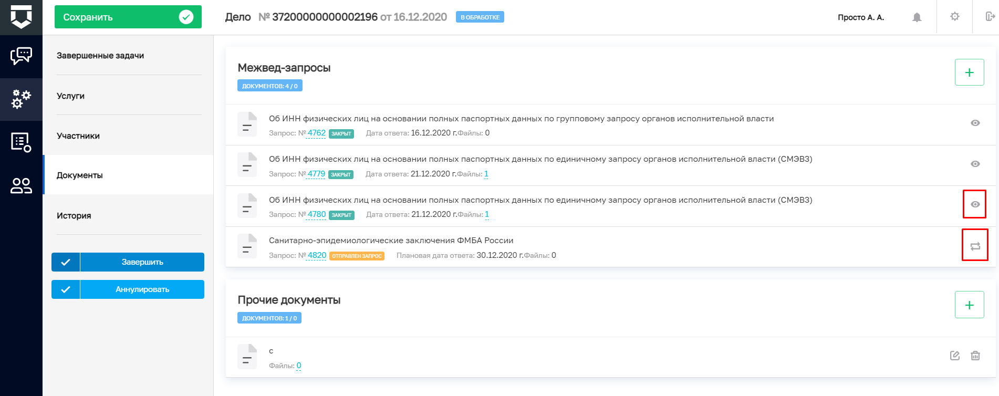 Сохранить
Дело № 37200000000002196 от 16.12.2020 В ОБРАБОТКЕ
Просто А. А.
Завершенные задачи
Услуги
Участники
Документы
История
Завершить
Аннулировать
Межвед-запросы
ДОКУМЕНТОВ: 4 / 0
Об ИНН физических лиц на основании полных паспортных данных по групповому запросу органов исполнительной власти
Запрос: № 4762 ЗАКРЫТ Дата ответа: 16.12.2020 г.Файлы: 0
Об ИНН физических лиц на основании полных паспортных данных по единичному запросу органов исполнительной власти (СМЭВ3)
Запрос: № 4779 ЗАКРЫТ Дата ответа: 21.12.2020 г.Файлы: 1
Об ИНН физических лиц на основании полных паспортных данных по единичному запросу органов исполнительной власти (СМЭВ3)
Запрос: № 4780 ЗАКРЫТ Дата ответа: 21.12.2020 г.Файлы: 1
Санитарно-эпидемиологические заключения ФМБА России
Запрос: № 4820 ОТПРАВЛЕН ЗАПРОС Плановая дата ответа: 30.12.2020 г.Файлы: 0
Прочие документы
ДОКУМЕНТОВ: 1 / 0
с
Файлы: 0